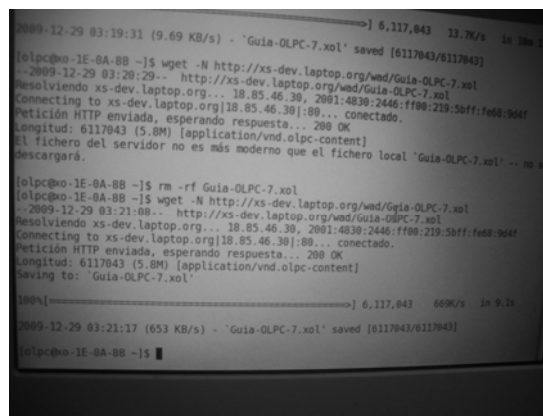 =======>] 6,117,043 13.7K/s in 20m
2009-12-29 03:19:31 (9.69 KB/s) - `Guia-OLPC-7.xol' saved [6117043/6117043]
[olpc@xo-1E-0A-8B ~]$ wget -N http://xs-dev.laptop.org/wad/Guia-OLPC-7.xol
--2009-12-29 03:20:29-- http://xs-dev.laptop.org/wad/Guia-OLPC-7.xol
Resolviendo xs-dev.laptop.org... 18.85.46.30, 2001:4830:2446:ff00:219:5bff:fe68:9d4f
Connecting to xs-dev.laptop.org|18.85.46.30|:80... conectado.
Petición HTTP enviada, esperando respuesta... 200 OK
Longitud: 6117043 (5.8M) [application/vnd.olpc-content]
El fichero del servidor no es más moderno que el fichero local `Guia-OLPC-7.xol' -- no se
descargará.
[olpc@xo-1E-0A-8B ~]$ rm -rf Guia-OLPC-7.xol
[olpc@xo-1E-0A-8B ~]$ wget -N http://xs-dev.laptop.org/wad/Guia-OLPC-7.xol
--2009-12-29 03:21:08-- http://xs-dev.laptop.org/wad/Guia-OLPC-7.xol
Resolviendo xs-dev.laptop.org... 18.85.46.30, 2001:4830:2446:ff00:219:5bff:fe68:9d4f
Connecting to xs-dev.laptop.org|18.85.46.30|:80... conectado.
Petición HTTP enviada, esperando respuesta... 200 OK
Longitud: 6117043 (5.8M) [application/vnd.olpc-content]
Saving to: `Guia-OLPC-7.xol'
100%[======================================>] 6,117,043 669K/s in 9.1s
2009-12-29 03:21:17 (653 KB/s) - `Guia-OLPC-7.xol' saved [6117043/6117043]
[olpc@xo-1E-0A-8B ~]$